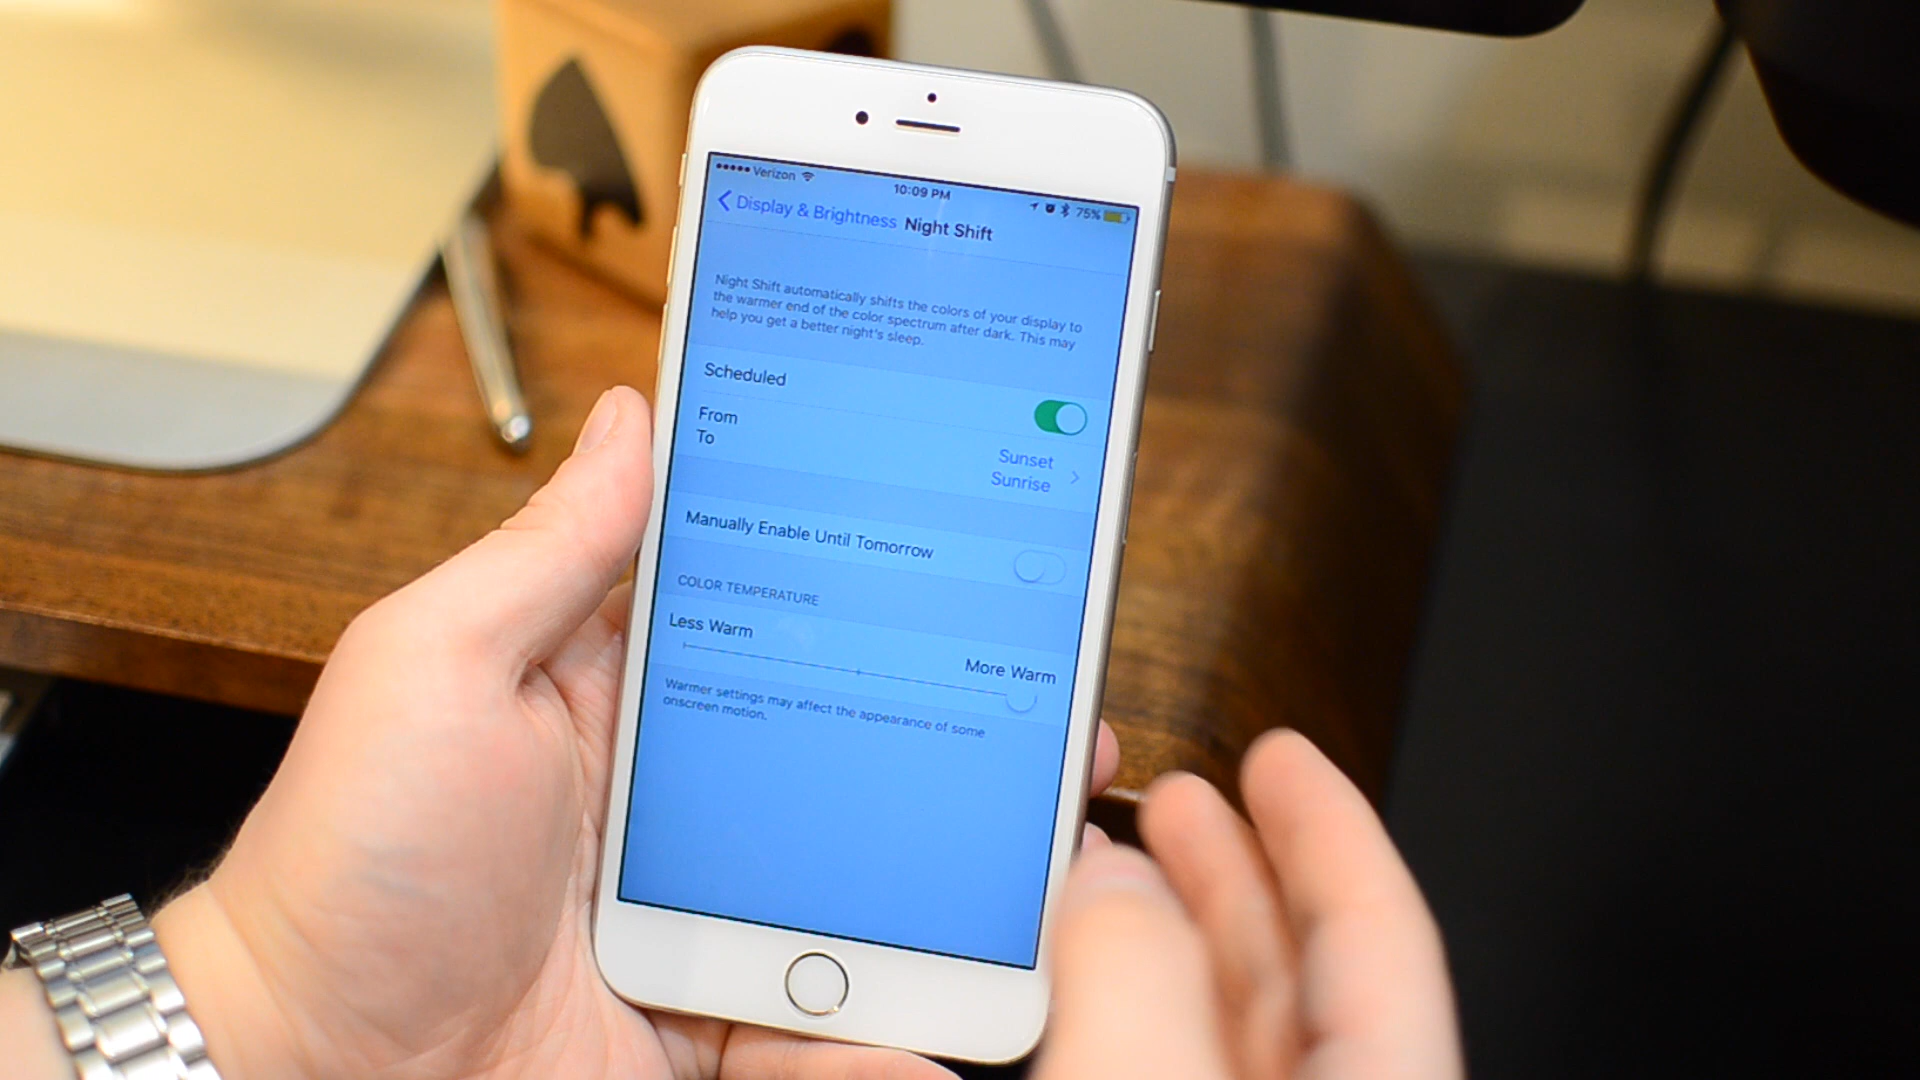 Verizon
10:09 PM
75%
Display & Brightness
Night Shift
Night Shift automatically shifts the colors of your display to
the warmer end of the color spectrum after dark. This may
help you get a better night's sleep.
Scheduled
From
To
Sunset
Sunrise
Manually Enable Until Tomorrow
COLOR TEMPERATURE
Less Warm
More Warm
Warmer settings may affect the appearance of some
onscreen motion.